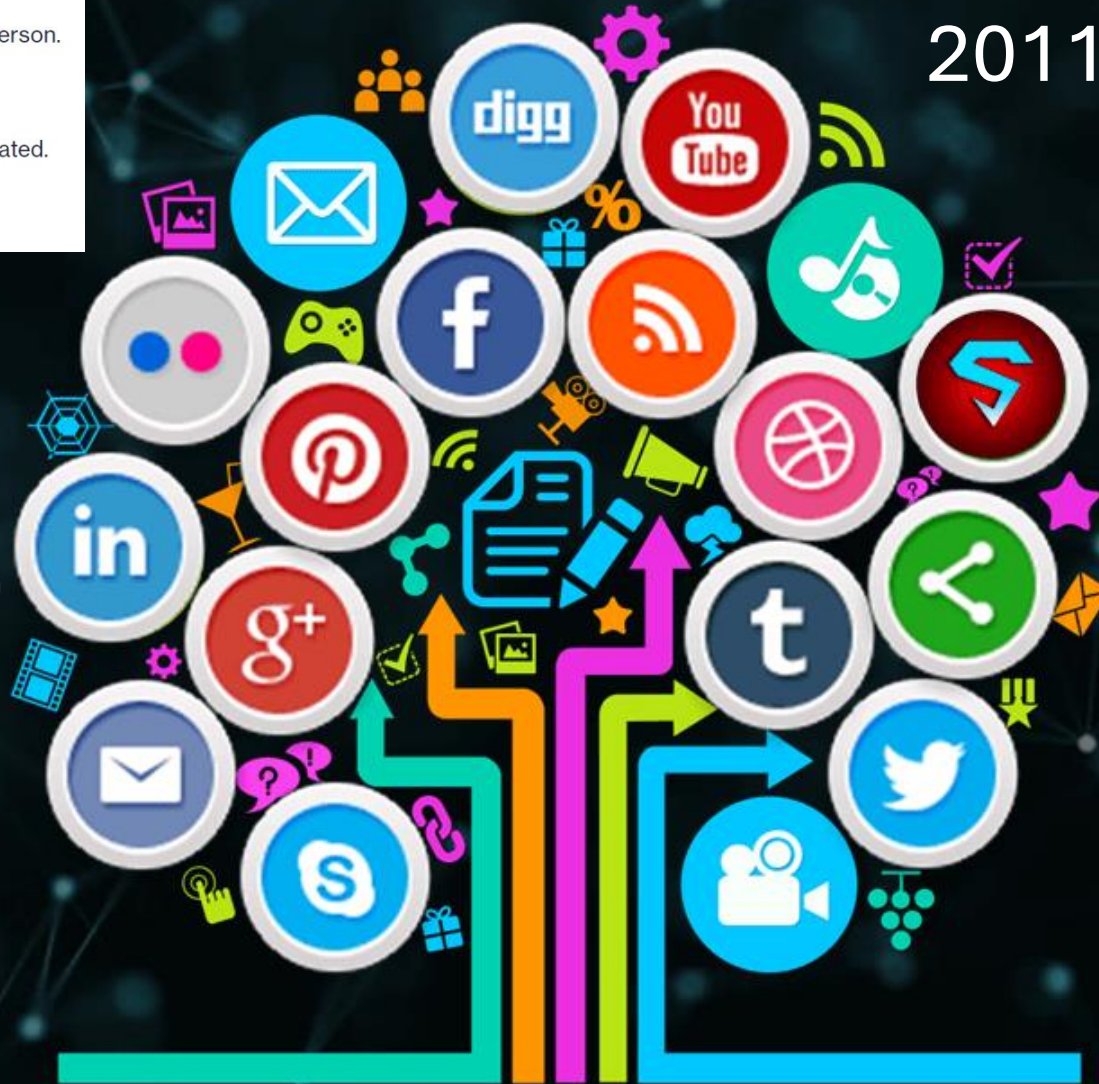 erson.
2011
ated.
digg
You
Tube
%
f
S
in
g+
t
? !
? !
S